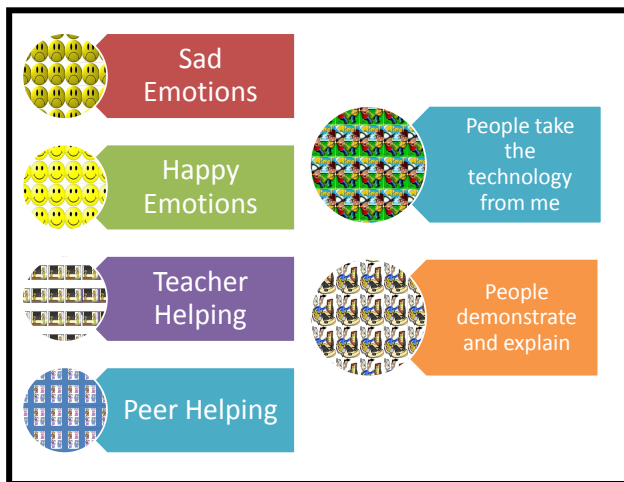 Sad
Emotions
Happy
Emotions
Teacher
Helping
Peer Helping
People take
the
technology
from me
People
demonstrate
and explain